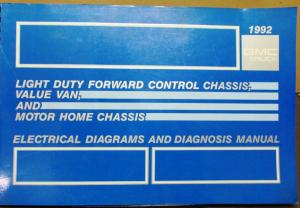 1992
GMC
TRUCK
LIGHT DUTY FORWARD CONTROL CHASSIS,
VALUE VAN,
AND
MOTOR HOME CHASSIS
ELECTRICAL DIAGRAMS AND DIAGNOSIS MANUAL